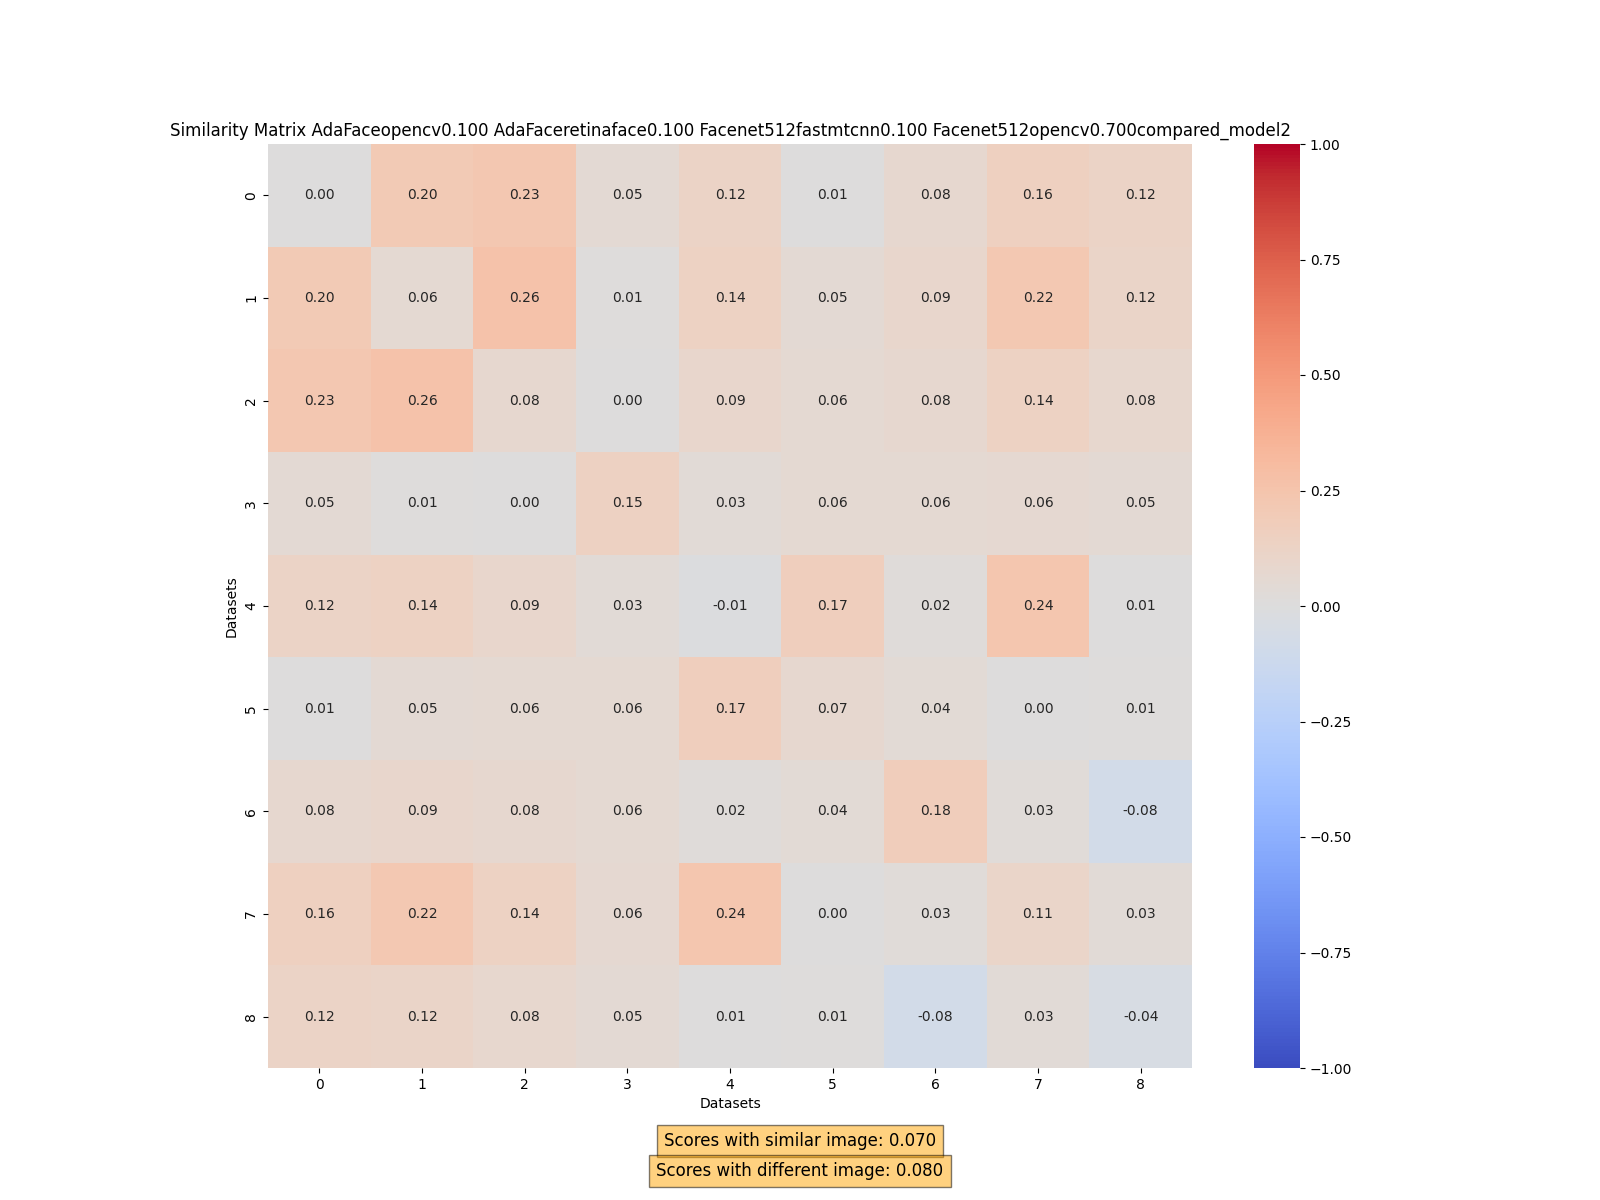 Similarity Matrix AdaFaceopencv0.100 AdaFaceretinaface0.100 Facenet512fastmtcnn0.100 Facenet512opencv0.700compared_model2
0 0.00 0.20 0.23 0.05 0.12 0.01 0.08 0.16 0.12
1 0.20 0.06 0.26 0.01 0.14 0.05 0.09 0.22 0.12
2 0.23 0.26 0.08 0.00 0.09 0.06 0.08 0.14 0.08
3 0.05 0.01 0.00 0.15 0.03 0.06 0.06 0.06 0.05
4 0.12 0.14 0.09 0.03 -0.01 0.17 0.02 0.24 0.01
5 0.01 0.05 0.06 0.06 0.17 0.07 0.04 0.00 0.01
6 0.08 0.09 0.08 0.06 0.02 0.04 0.18 0.03 -0.08
7 0.16 0.22 0.14 0.06 0.24 0.00 0.03 0.11 0.03
8 0.12 0.12 0.08 0.05 0.01 0.01 -0.08 0.03 -0.04
0 1 2 3 4 5 6 7 8
Datasets
Datasets
1.00
0.75
0.50
0.25
0.00
−0.25
−0.50
−0.75
−1.00
Scores with similar image: 0.070
Scores with different image: 0.080